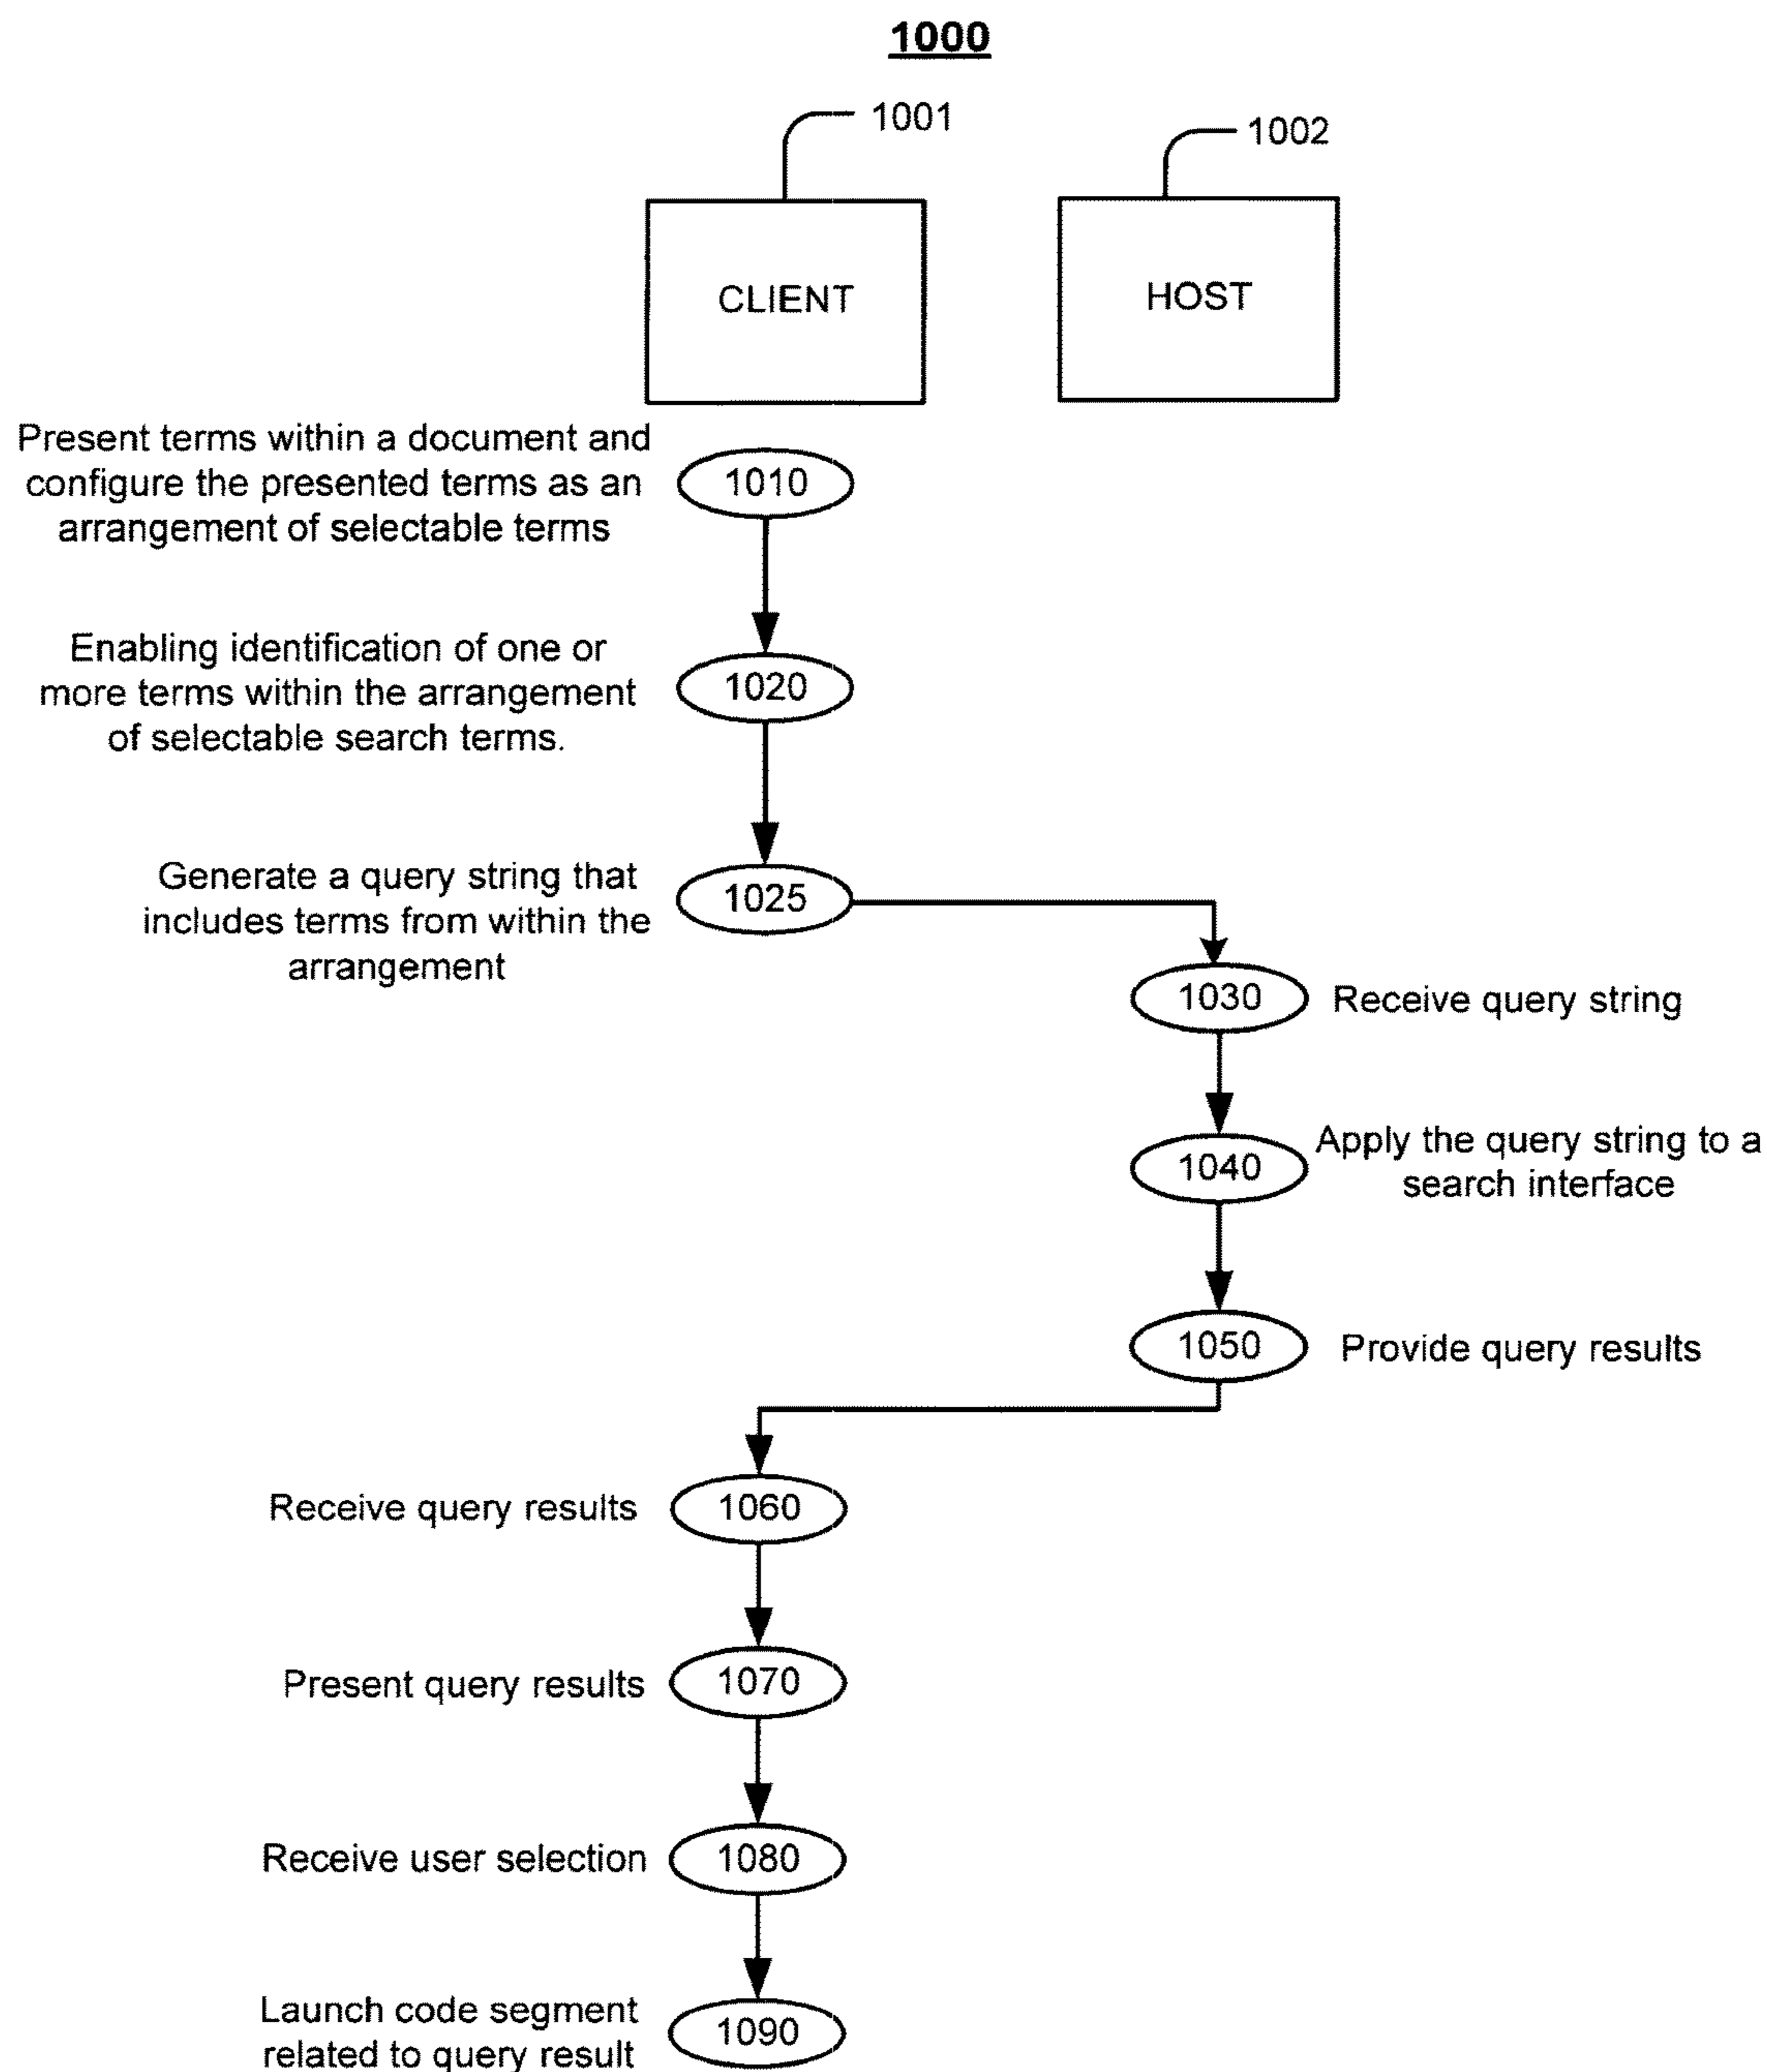 1000
1001
1002
CLIENT
HOST
Present terms within a document and
configure the presented terms as an
arrangement of selectable terms
1010
Enabling identification of one or
more terms within the arrangement
of selectable search terms.
1020
Generate a query string that
includes terms from within the
arrangement
1025
1030
Receive query string
1040
Apply the query string to a
search interface
1050
Provide query results
Receive query results
1060
Present query results
1070
Receive user selection
1080
Launch code segment
related to query result
1090